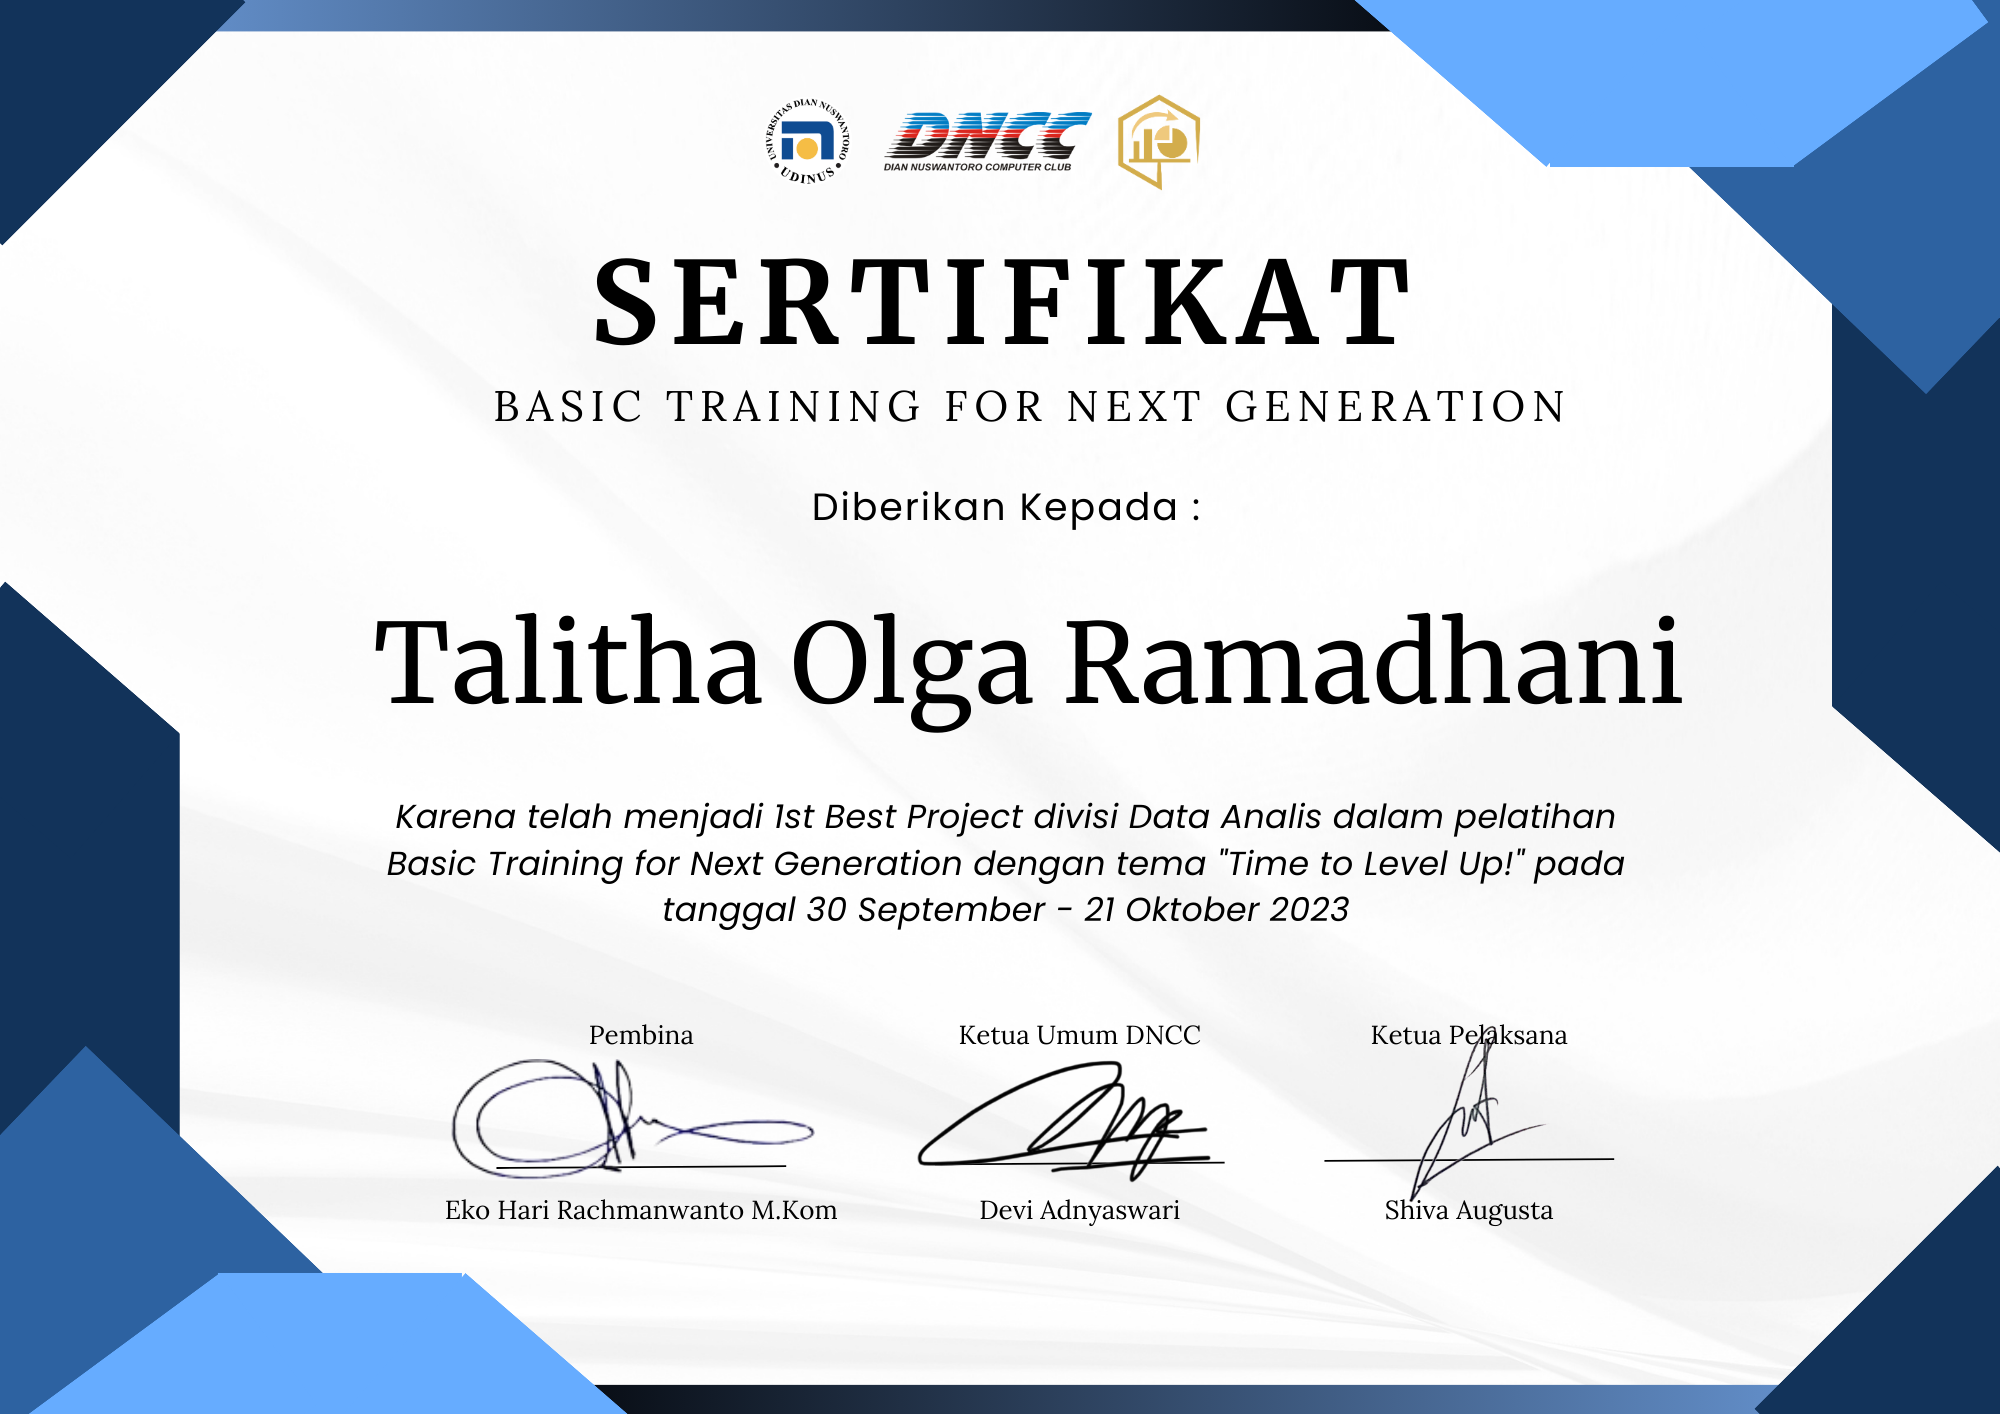 UNIVERSITAS DIAN NUSWANTORO
• UDINUS •
DNCC
DIAN NUSWANTORO COMPUTER CLUB
SERTIFIKAT
BASIC TRAINING FOR NEXT GENERATION
Diberikan Kepada :
Talitha Olga Ramadhani
Karena telah menjadi 1st Best Project divisi Data Analis dalam pelatihan
Basic Training for Next Generation dengan tema "Time to Level Up!" pada
tanggal 30 September - 21 Oktober 2023
Pembina
Ketua Umum DNCC
Ketua Pelaksana
Eko Hari Rachmanwanto M.Kom
Devi Adnyaswari
Shiva Augusta